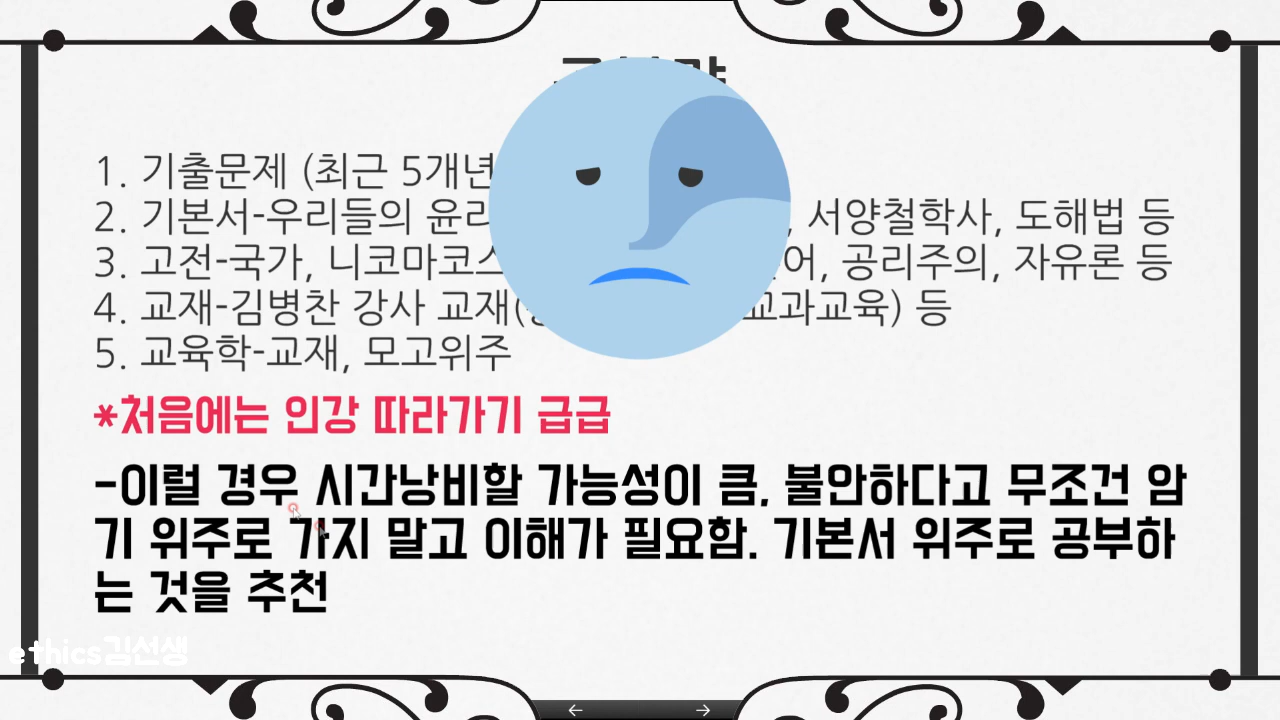 1. 기출문제 (최근 5개년
2. 기본서-우리들의 윤리 , 서양철학사, 도해법 등
3. 고전-국가, 니코마코스 어, 공리주의, 자유론 등
4. 교재-김병찬 강사 교재( 교과교육) 등
5. 교육학-교재, 모고위주
*처음에는 인강 따라가기 급급
-이럴 경우 시간낭비할 가능성이 큼, 불안하다고 무조건 암
기 위주로 가지 말고 이해가 필요함. 기본서 위주로 공부하
는 것을 추천
ethics김선생